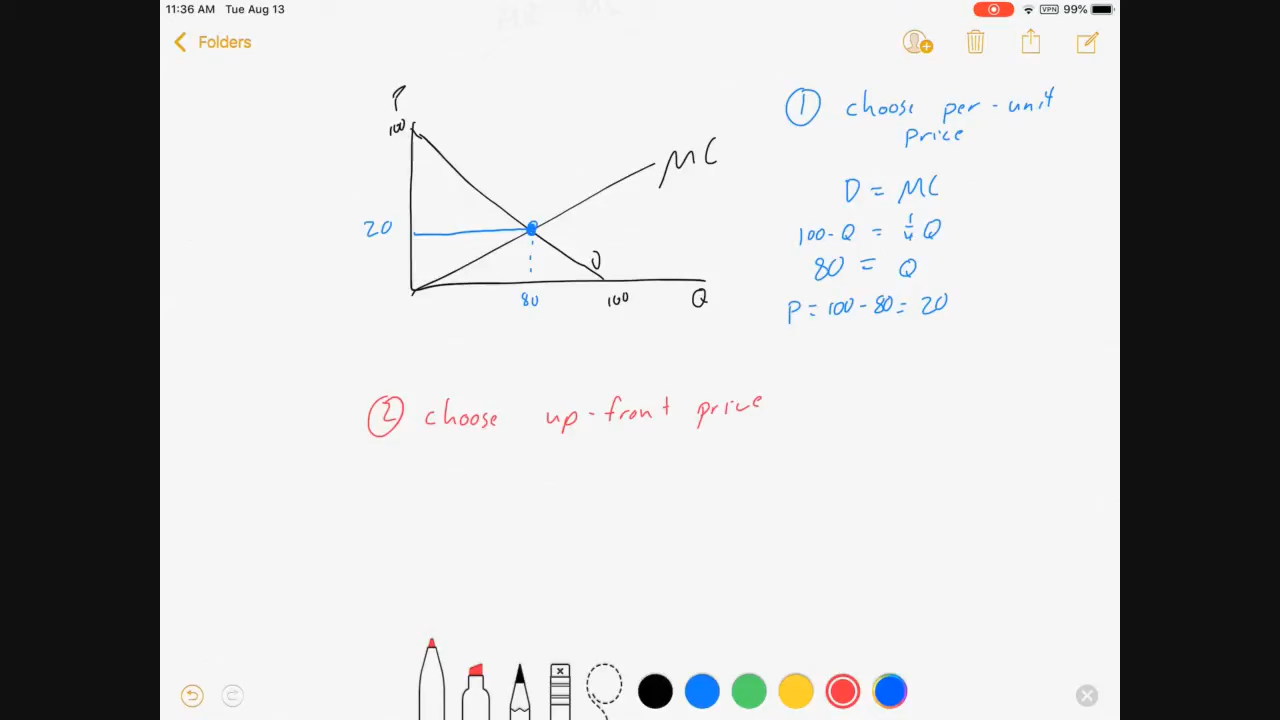 11:36 AM Tue Aug 13
VPN 99%
Folders
P
100
MC
20
D
80
100
Q
1 choose per-unit
price
D = MC
100-Q = 1/4 Q
80 = Q
P = 100-80 = 20
2 choose up-front price